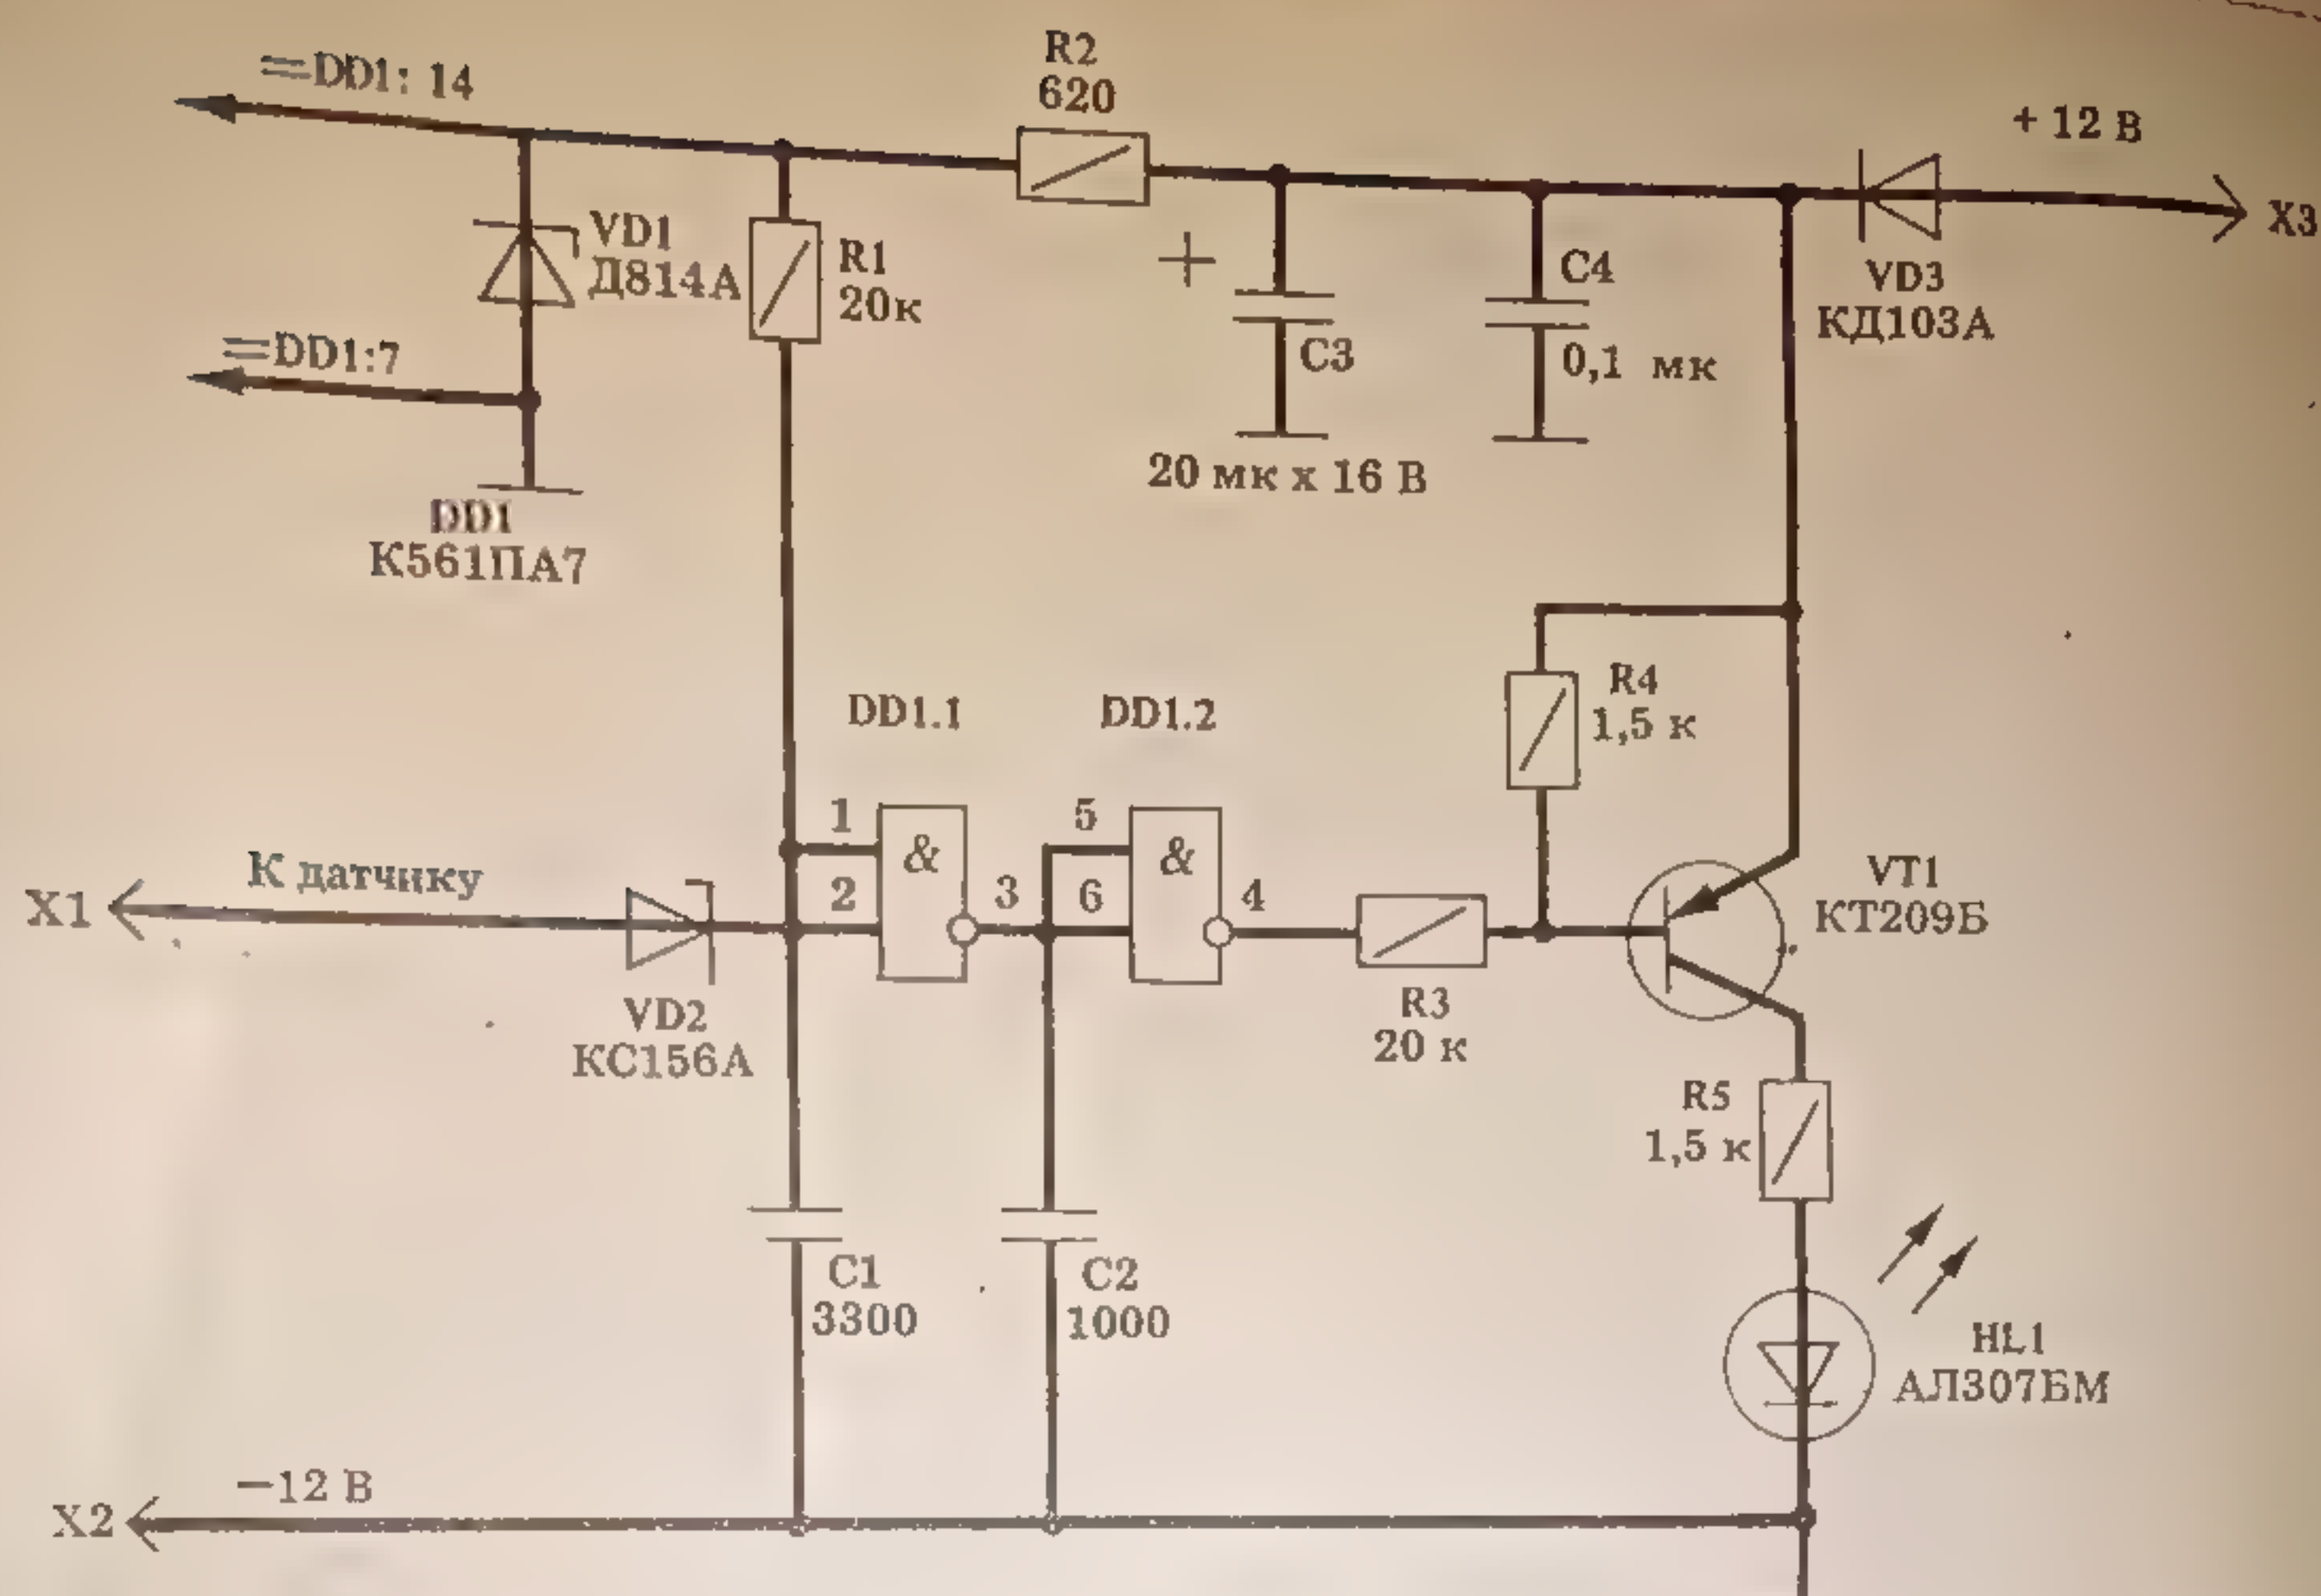 =DD1: 14
R2
620
+ 12 В
X3
VD1
Д814А
R1
20к
+
C3
20 мк х 16 В
C4
0,1 мк
VD3
КД103А
=DD1:7
DD1
К561ПА7
R4
1,5 к
DD1.1
DD1.2
1
2
&
3
5
6
&
4
К датчику
X1
VD2
КС156А
R3
20 к
VT1
КТ209Б
R5
1,5 к
C1
3300
C2
1000
HL1
АЛ307БМ
—12 В
X2